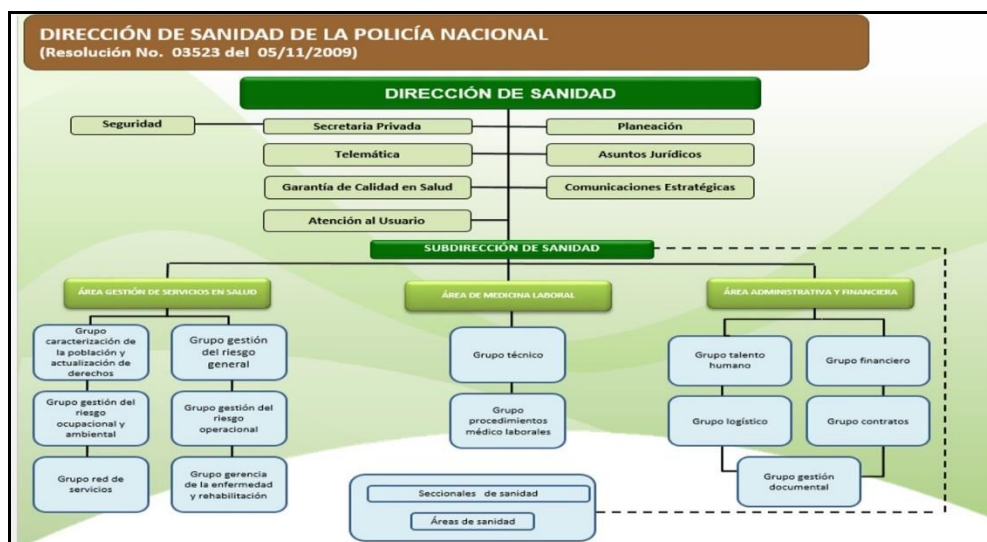 DIRECCIÓN DE SANIDAD DE LA POLICÍA NACIONAL
(Resolución No. 03523 del 05/11/2009)
DIRECCIÓN DE SANIDAD
Seguridad
Secretaria Privada
Planeación
Telemática
Asuntos Jurídicos
Garantía de Calidad en Salud
Comunicaciones Estratégicas
Atención al Usuario
SUBDIRECCIÓN DE SANIDAD
ÁREA GESTIÓN DE SERVICIOS EN SALUD
ÁREA DE MEDICINA LABORAL
ÁREA ADMINISTRATIVA Y FINANCIERA
Grupo
caracterización de
la población y
actualización de
derechos
Grupo gestión
del riesgo
general
Grupo gestión del
riesgo
ocupacional y
ambiental
Grupo gestión del
riesgo
operacional
Grupo red de
servicios
Grupo gerencia
de la enfermedad
y rehabilitación
Grupo técnico
Grupo
procedimientos
médico laborales
Grupo talento
humano
Grupo financiero
Grupo logístico
Grupo contratos
Grupo gestión
documental
Seccionales de sanidad
Áreas de sanidad